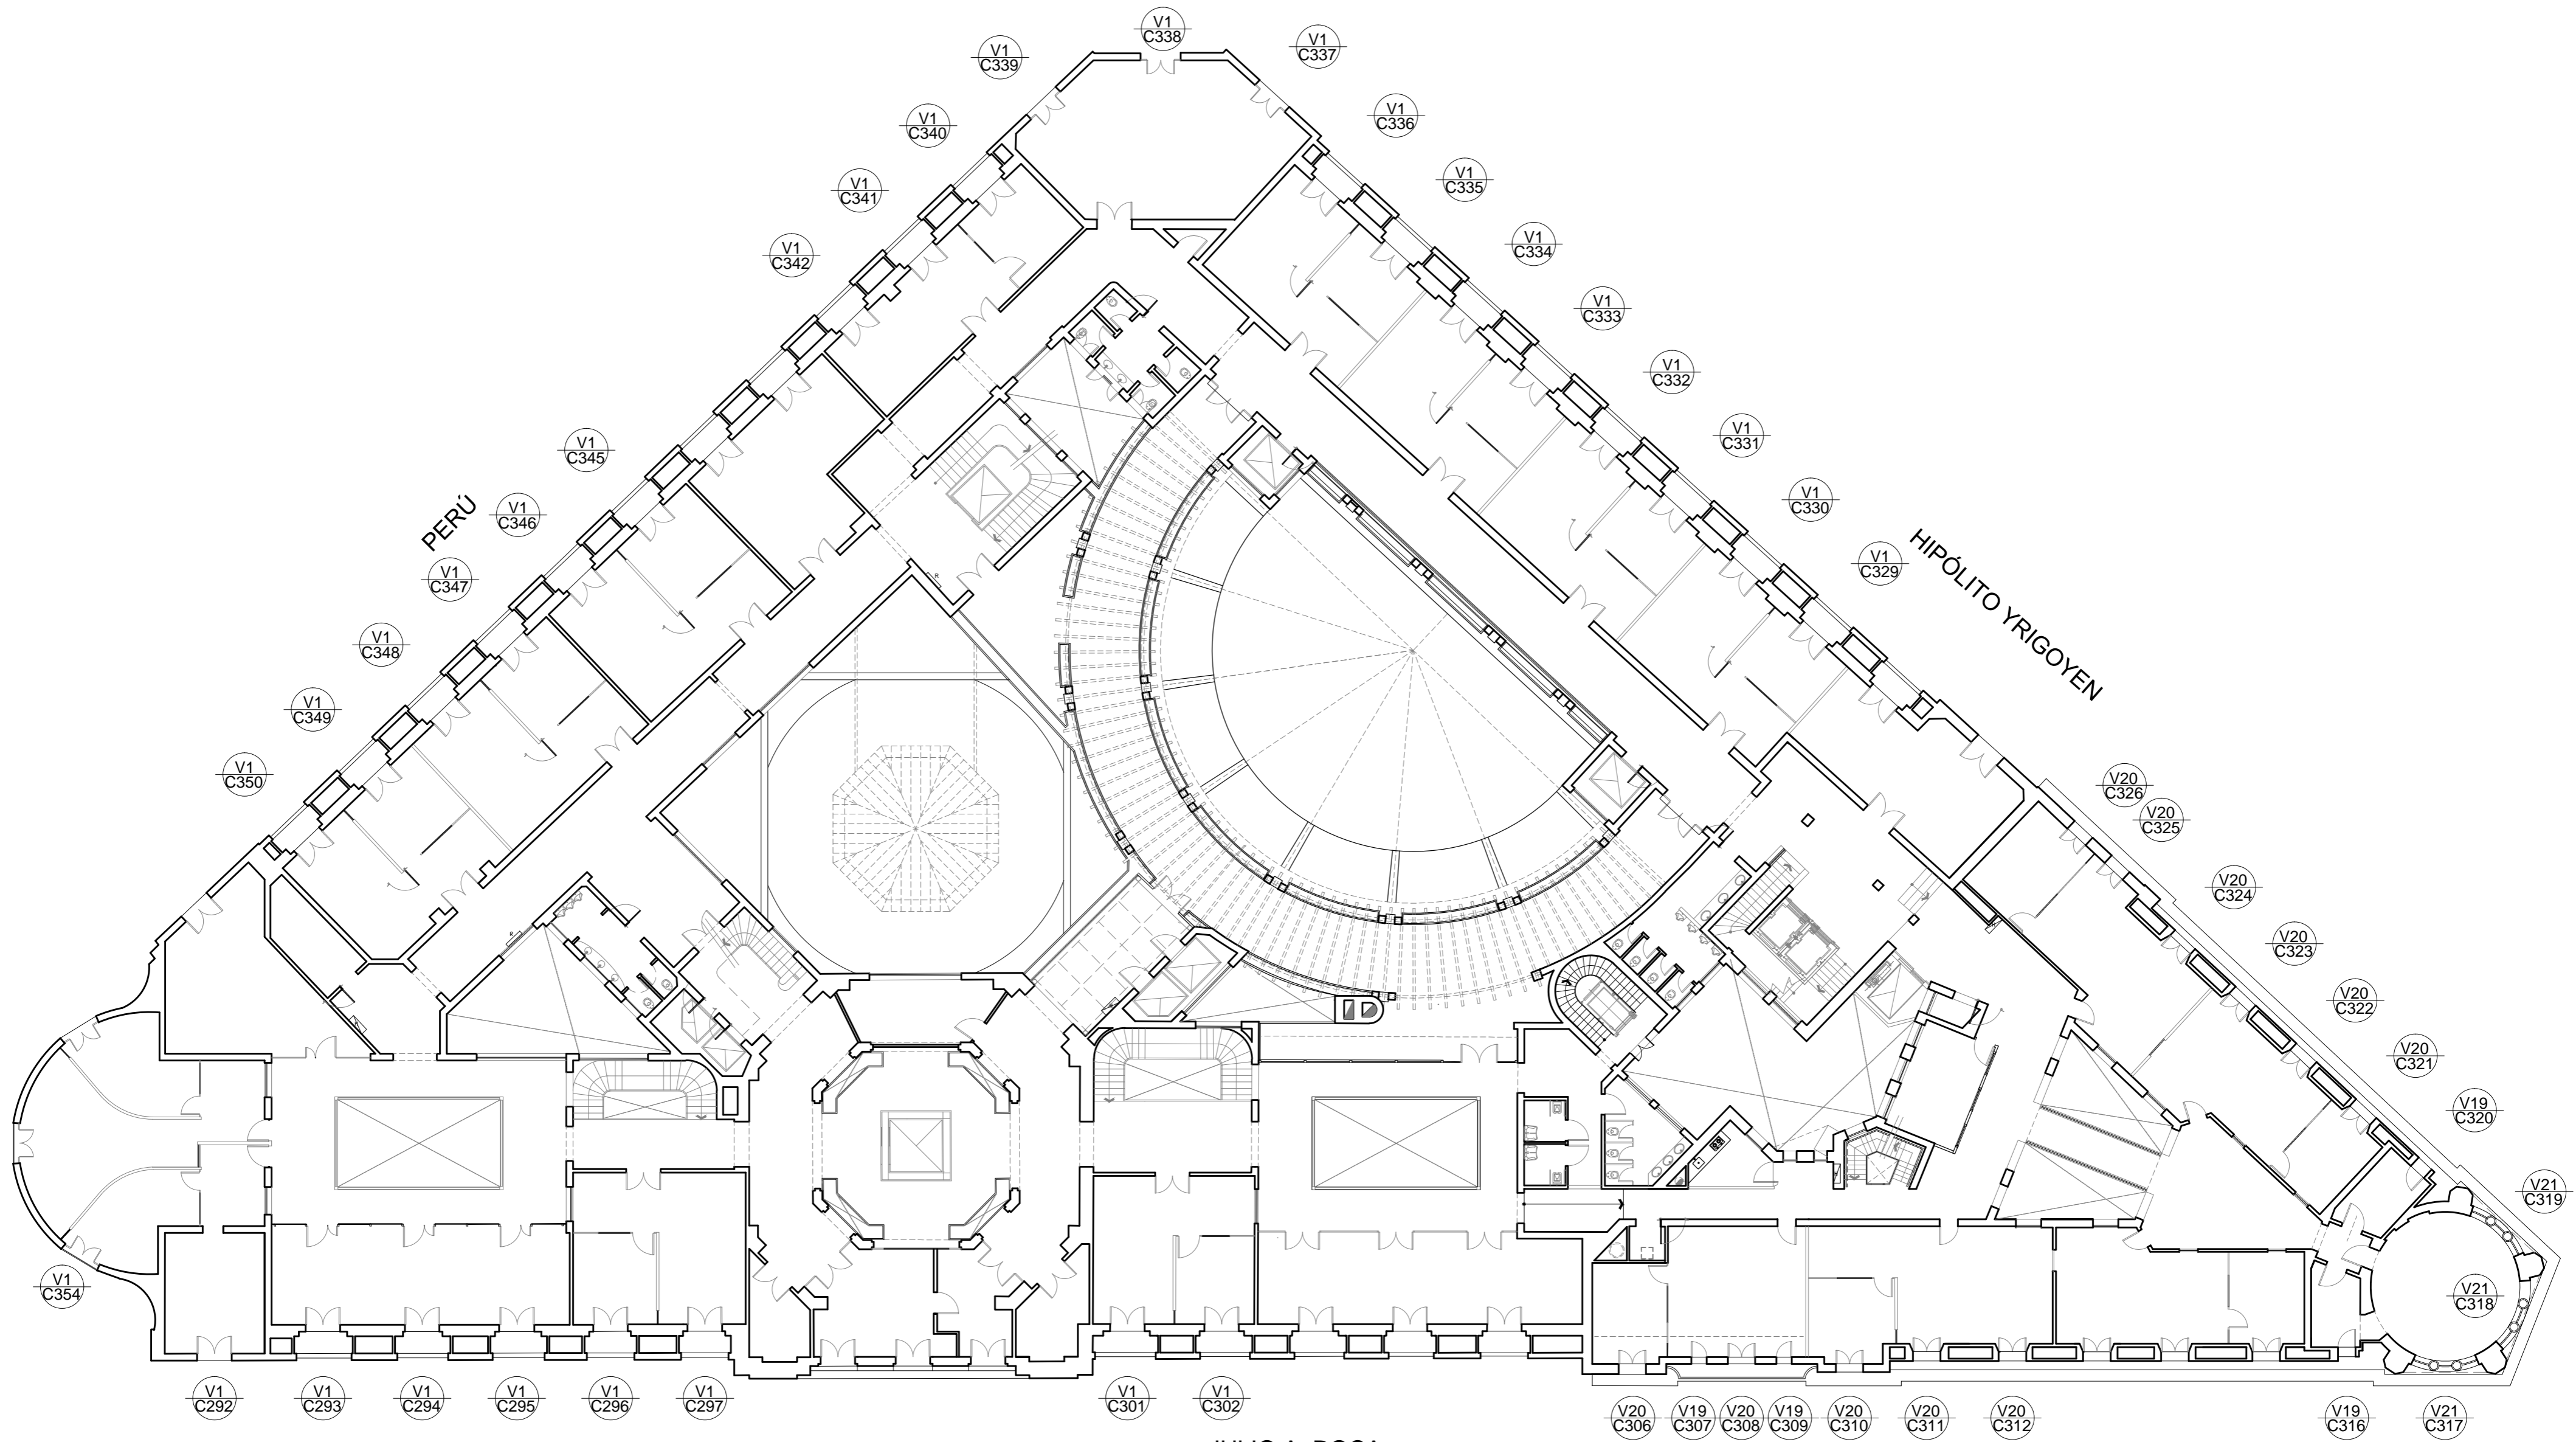 V1
C338
V1
C337
V1
C339
V1
C336
V1
C340
V1
C335
V1
C341
V1
C334
V1
C342
V1
C333
V1
C332
V1
C331
V1
C345
V1
C330
V1
C346
PERÚ
V1
C329
V1
C347
HIPÓLITO YRIGOYEN
V1
C348
V1
C349
V1
C350
V20
C326
V20
C325
V20
C324
V20
C323
V20
C322
V20
C321
V19
C320
V21
C319
V1
C354
V21
C318
V1
C292
V1
C293
V1
C294
V1
C295
V1
C296
V1
C297
V1
C301
V1
C302
V20
C306
V19
C307
V20
C308
V19
C309
V20
C310
V20
C311
V20
C312
V19
C316
V21
C317